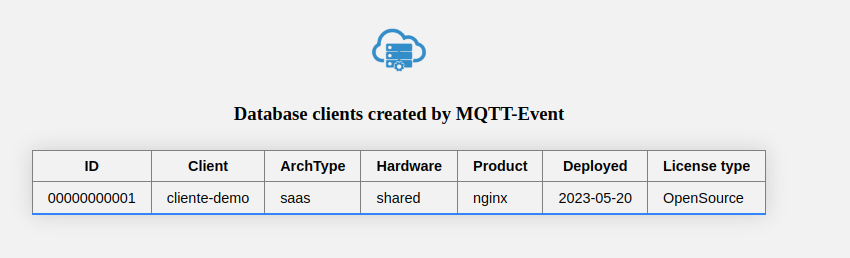 Database clients created by MQTT-Event
ID Client ArchType Hardware Product Deployed License type
00000000001 cliente-demo saas shared nginx 2023-05-20 OpenSource